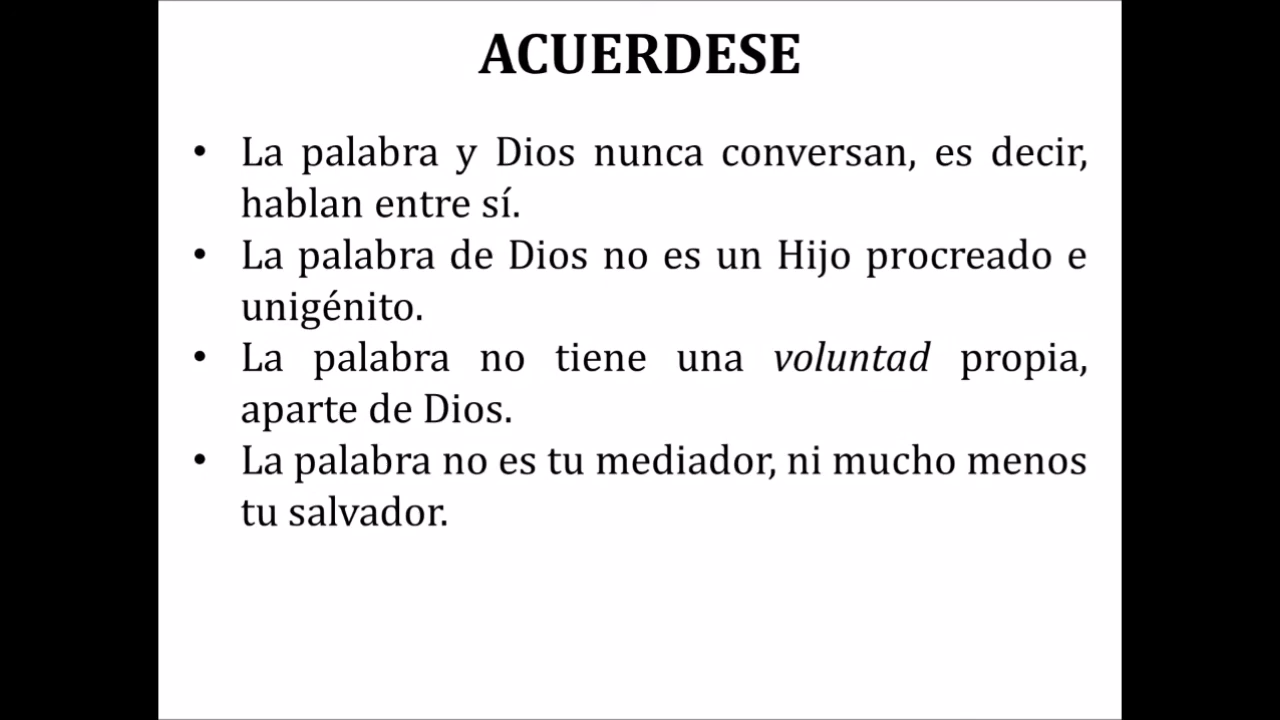 ACUERDESE
• La palabra y Dios nunca conversan, es decir,
hablan entre sí.
• La palabra de Dios no es un Hijo procreado e
unigénito.
• La palabra no tiene una voluntad propia,
aparte de Dios.
• La palabra no es tu mediador, ni mucho menos
tu salvador.